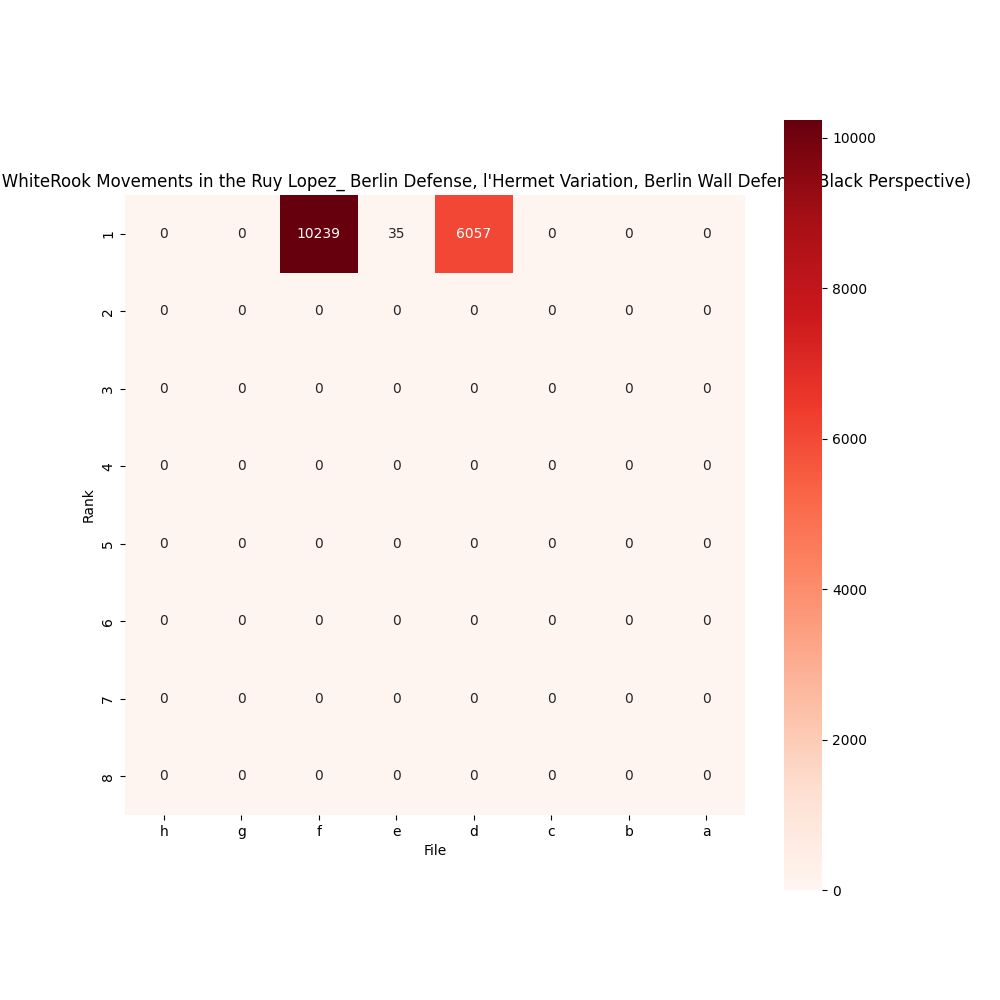 10000
WhiteRook Movements in the Ruy Lopez_ Berlin Defense, l'Hermet Variation, Berlin Wall Defen Black Perspective)
1 0 0 10239 35 6057 0 0 0
8000
2 0 0 0 0 0 0 0 0
3 0 0 0 0 0 0 0 0
6000
4 0 0 0 0 0 0 0 0
Rank
5 0 0 0 0 0 0 0 0
4000
6 0 0 0 0 0 0 0 0
7 0 0 0 0 0 0 0 0
2000
8 0 0 0 0 0 0 0 0
h g f e d c b a
File
0